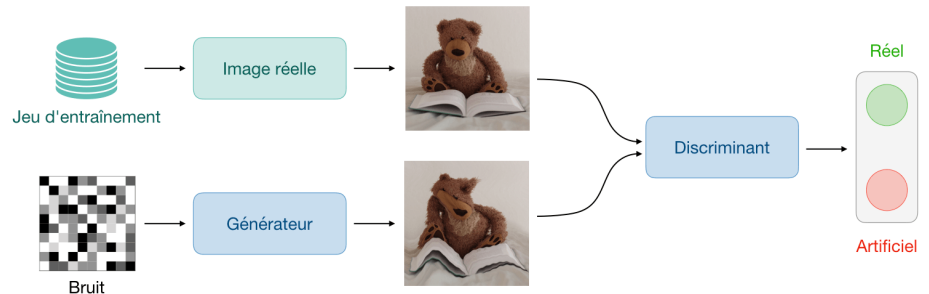 Jeu d'entraînement
Image réelle
Réel
Discriminant
Générateur
Artificiel
Bruit